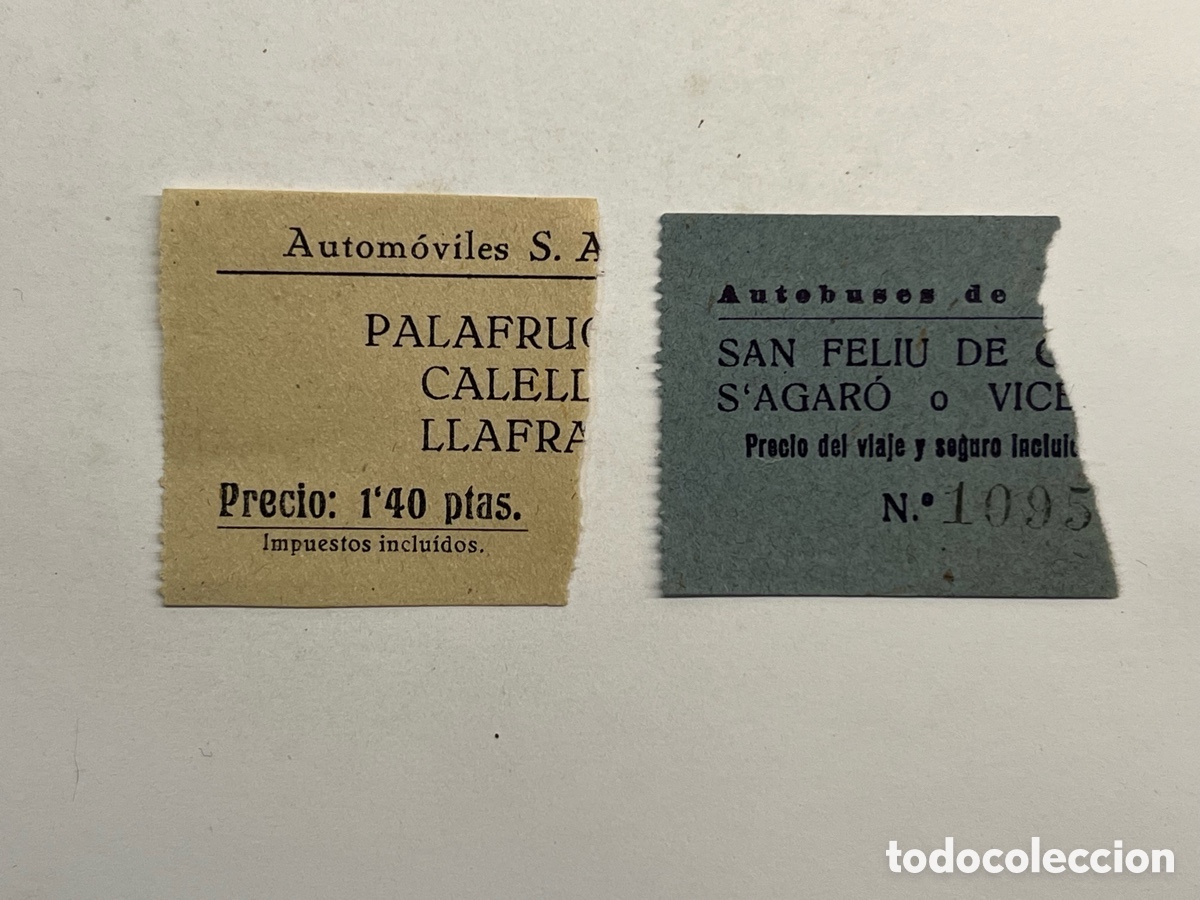 Automóviles S. A
PALAFRUG
CALELL
LLAFRA
Precio: 1'40 ptas.
Impuestos incluídos.
Autobuses de
SAN FELIU DE G
S'AGARÓ o VICE
Precio del viaje y seguro incluid
N.º 1095
todocoleccion